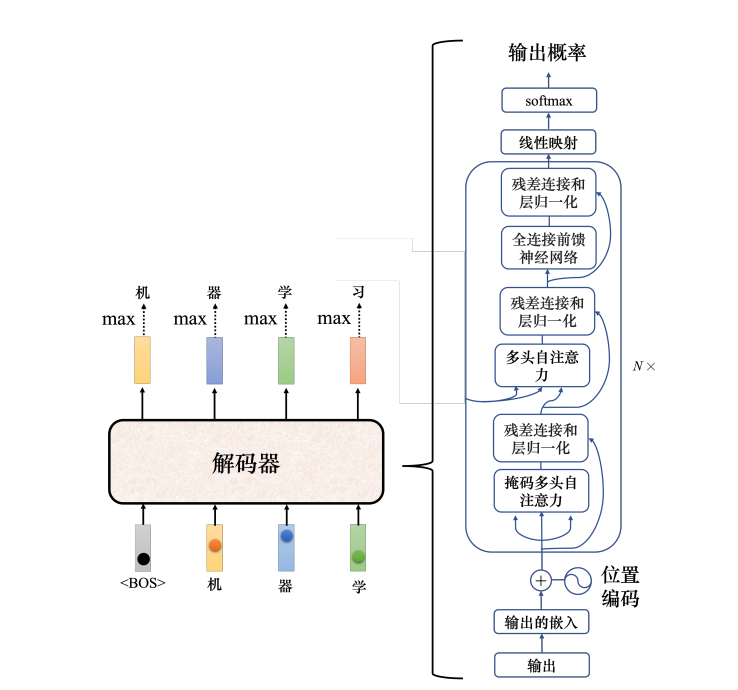 机 器 学 习
max max max max
解码器
<BOS> 机 器 学
输出概率
softmax
线性映射
残差连接和
层归一化
全连接前馈
神经网络
残差连接和
层归一化
多头自注意
力
N×
残差连接和
层归一化
掩码多头自
注意力
+
位置
编码
输出的嵌入
输出